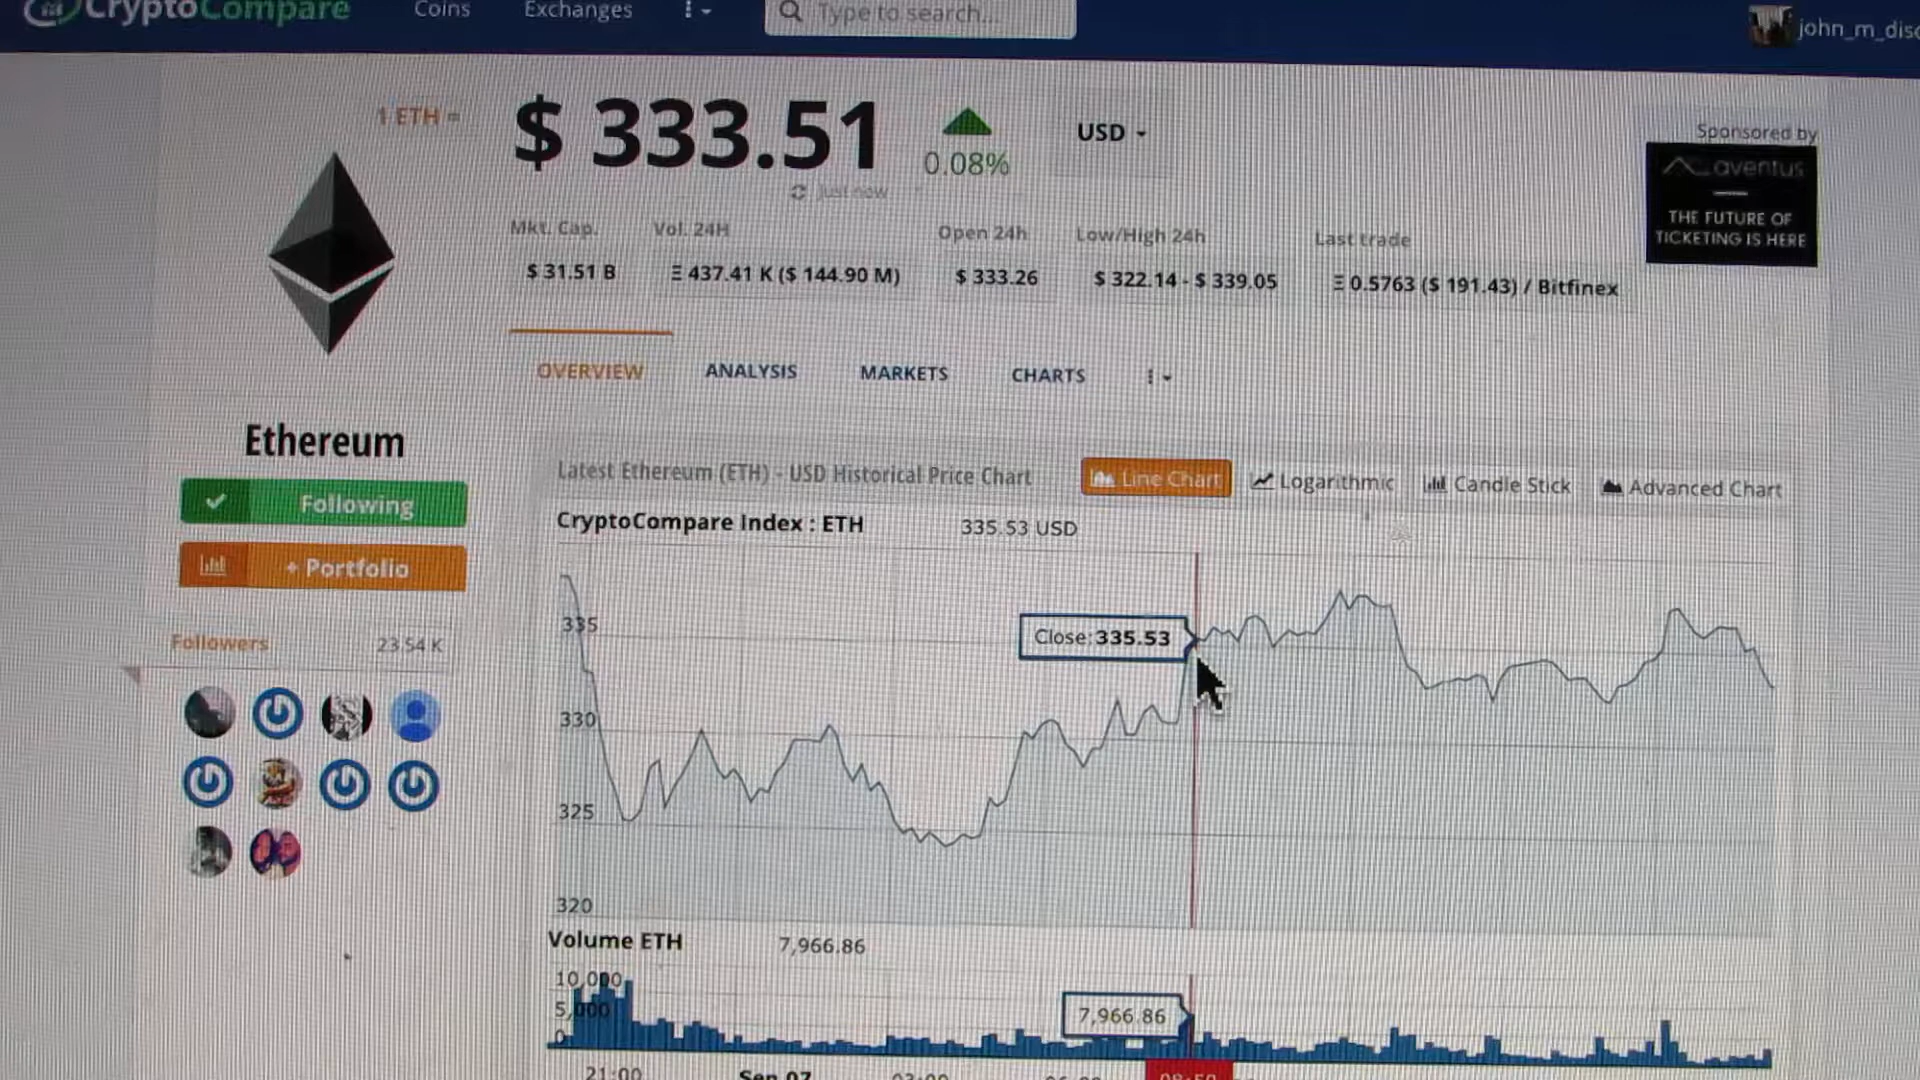 CryptoCompare Coins Exchanges Type to search...
john_m_disc
1 ETH =
$ 333.51
0.08%
USD
Just now
Sponsored by
aventus
THE FUTURE OF
TICKETING IS HERE
Mkt. Cap. Vol. 24H Open 24h Low/High 24h Last trade
$ 31.51 B Ξ 437.41 K ($ 144.90 M) $ 333.26 $ 322.14 - $ 339.05 Ξ 0.5763 ($ 191.43) / Bitfinex
OVERVIEW ANALYSIS MARKETS CHARTS
Ethereum
Following
+ Portfolio
Followers 23.54 K
Latest Ethereum (ETH) - USD Historical Price Chart
Line Chart Logarithmic Candle Stick Advanced Chart
CryptoCompare Index : ETH 335.53 USD
335
Close:335.53
330
325
320
Volume ETH 7,966.86
10,000
5,000
0
7,966.86
21:00 Sep 07 03:00